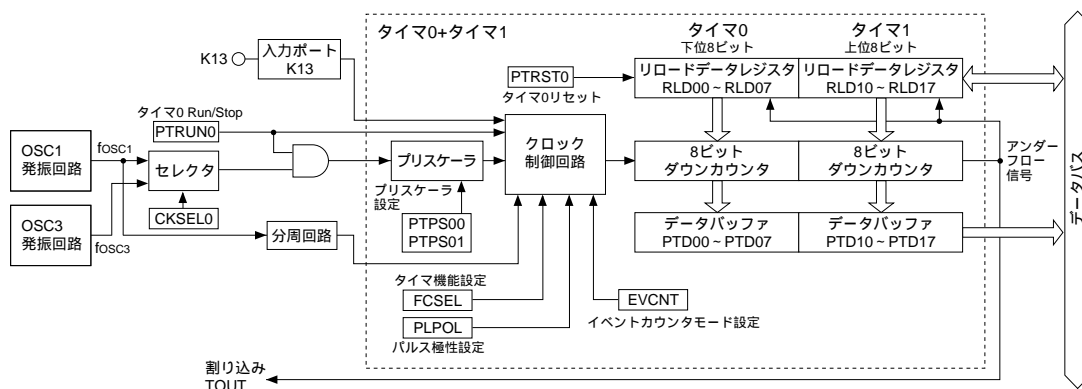 タイマ0+タイマ1
タイマ0
下位8ビット
タイマ1
上位8ビット
K13
入力ポート
K13
PTRST0
タイマ0リセット
リロードデータレジスタ
RLD00~RLD07
リロードデータレジスタ
RLD10~RLD17
タイマ0 Run/Stop
PTRUN0
OSC1
発振回路
fOSC1
セレクタ
プリスケーラ
クロック
制御回路
8ビット
ダウンカウンタ
8ビット
ダウンカウンタ
アンダー
フロー
信号
データバス
CKSEL0
プリスケーラ
設定
PTPS00
PTPS01
OSC3
発振回路
fOSC3
分周回路
データバッファ
PTD00~PTD07
データバッファ
PTD10~PTD17
タイマ機能設定
FCSEL
EVCNT
イベントカウンタモード設定
PLPOL
パルス極性設定
割り込み
TOUT